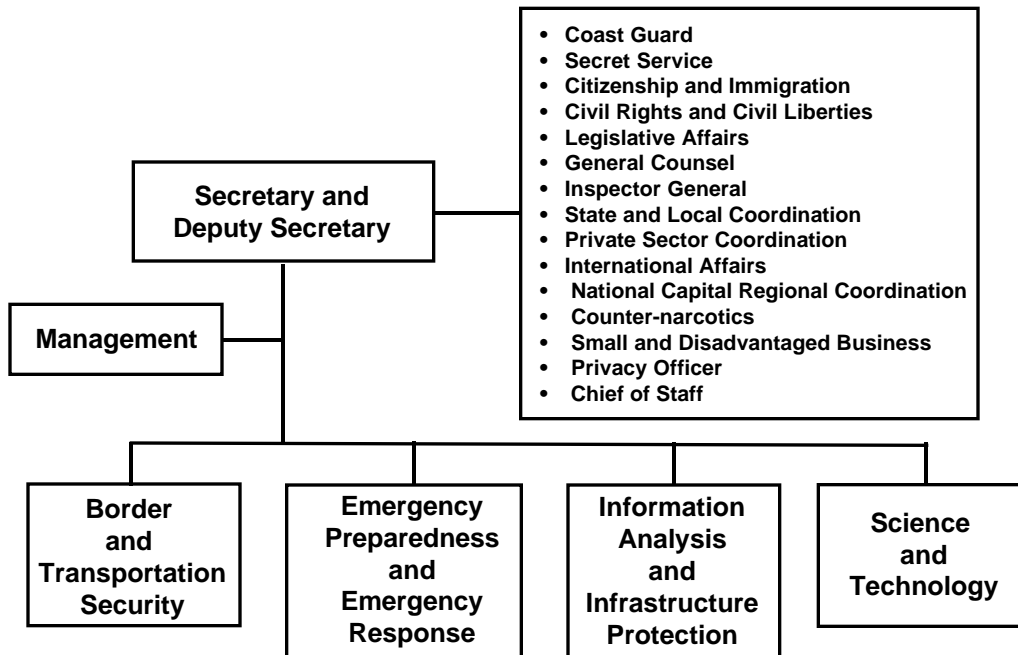 • Coast Guard
• Secret Service
• Citizenship and Immigration
• Civil Rights and Civil Liberties
• Legislative Affairs
• General Counsel
• Inspector General
• State and Local Coordination
• Private Sector Coordination
• International Affairs
• National Capital Regional Coordination
• Counter-narcotics
• Small and Disadvantaged Business
• Privacy Officer
• Chief of Staff
Secretary and
Deputy Secretary
Management
Border
and
Transportation
Security
Emergency
Preparedness
and
Emergency
Response
Information
Analysis
and
Infrastructure
Protection
Science
and
Technology